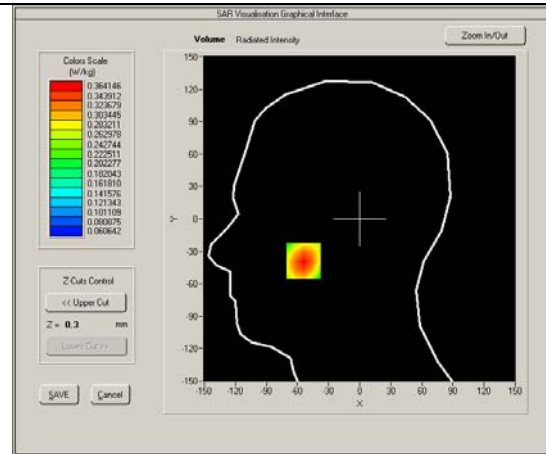 SAR Visualisation Graphical Interface
Volume Radiated Intensity
Zoom In/Out
Colors Scale
(W/kg)
0.364146
0.343912
0.323679
0.303445
0.283211
0.262978
0.242744
0.222511
0.202277
0.182043
0.161810
0.141576
0.121343
0.101109
0.080875
0.060642
Z Cuts Control
<< Upper Cut
Z = 0.3 mm
Lower Cut >>
SAVE Cancel
150
120
90
60
30
0
-30
-60
-90
-120
-150
Y
-150 -120 -90 -60 -30 0 30 60 90 120 150
X